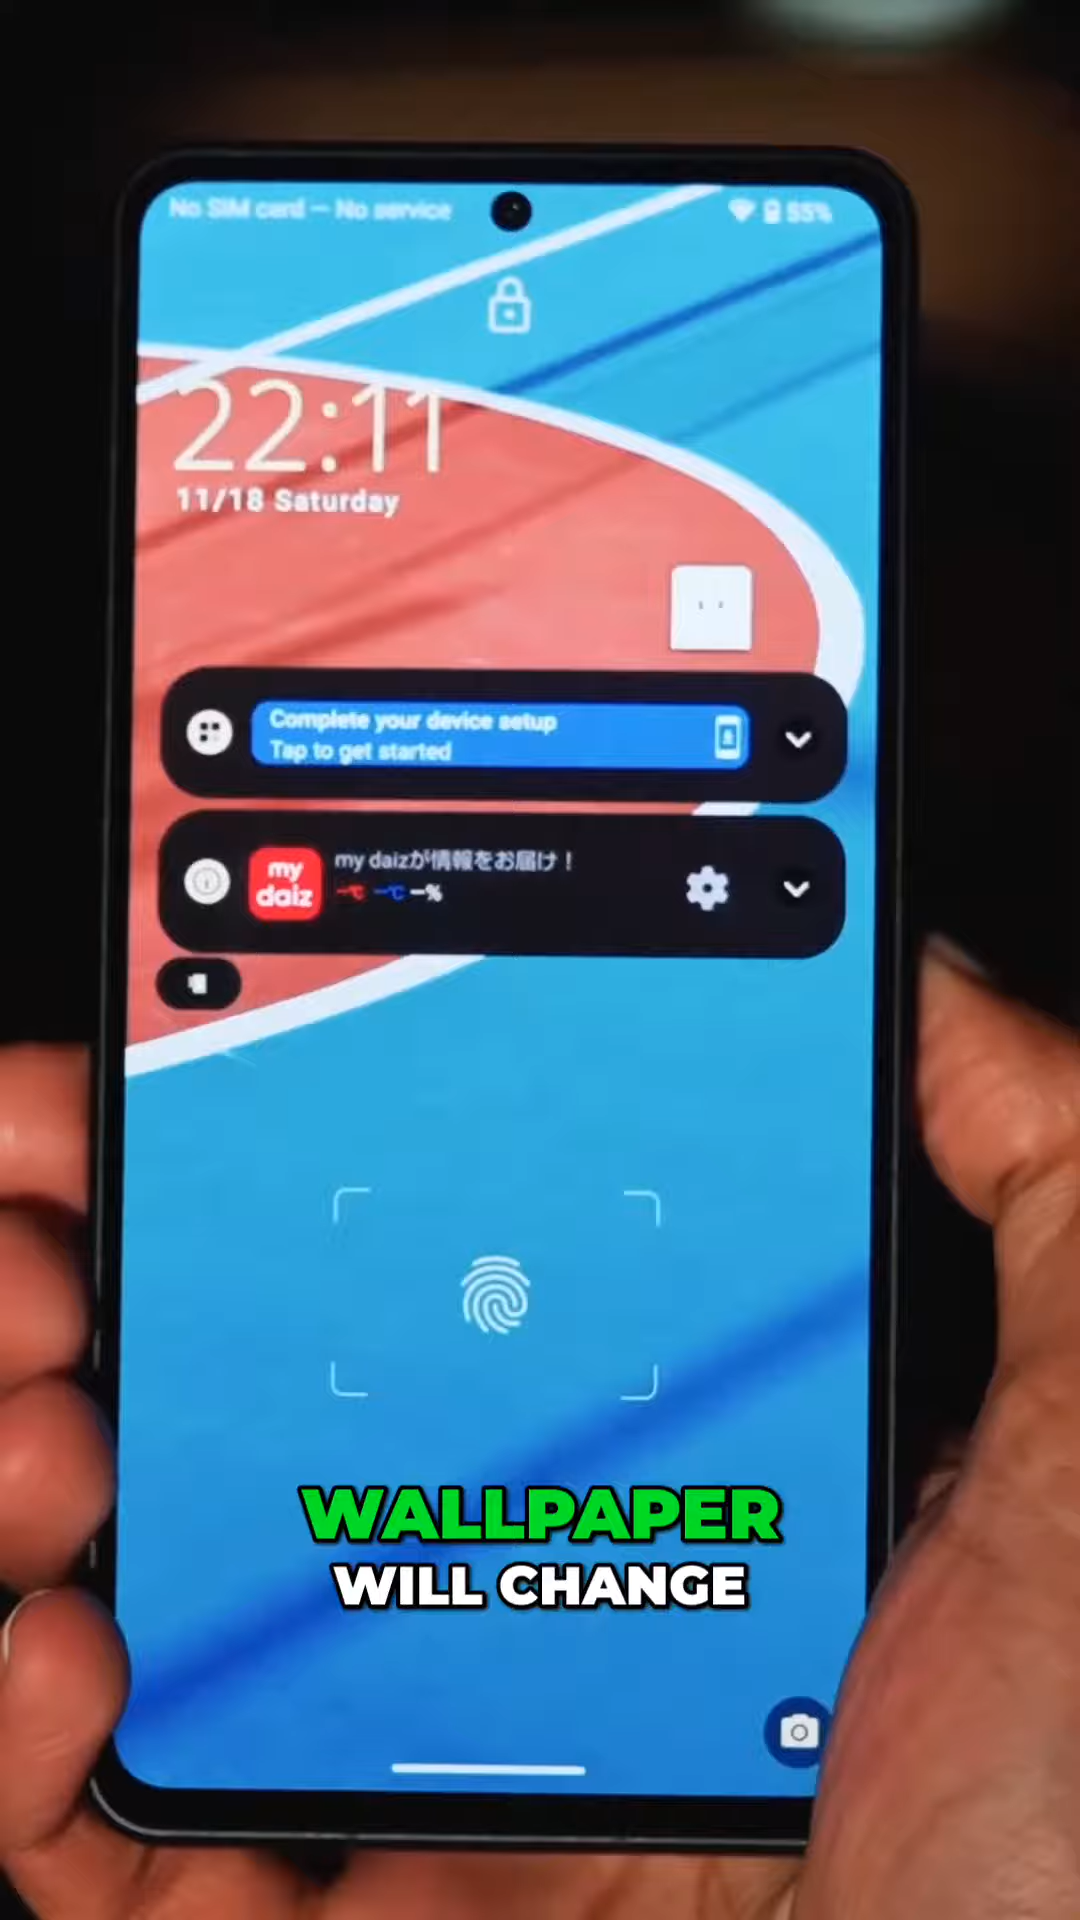 No SIM card — No service
55%
22:11
11/18 Saturday
Complete your device setup
Tap to get started
my daiz
my daizが情報をお届け！
—℃ —℃ —%
WALLPAPER
WILL CHANGE